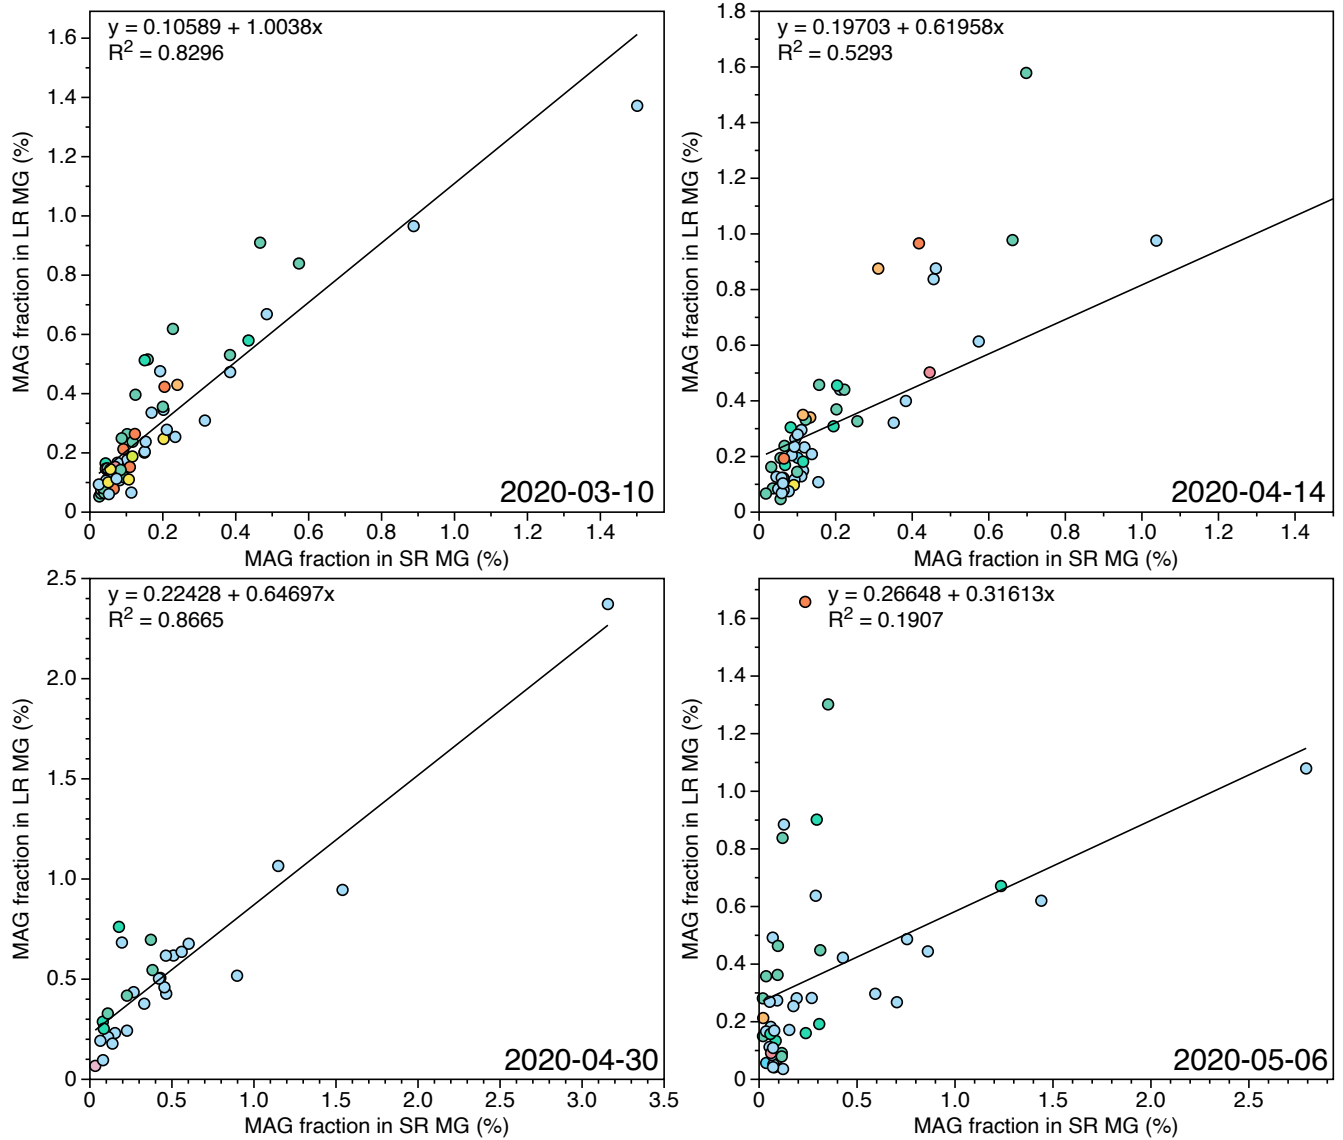 y = 0.10589 + 1.0038x
R² = 0.8296
1.6
1.4
1.2
1.0
0.8
0.6
0.4
0.2
0
MAG fraction in LR MG (%)
2020-03-10
0 0.2 0.4 0.6 0.8 1.0 1.2 1.4
MAG fraction in SR MG (%)
y = 0.19703 + 0.61958x
R² = 0.5293
1.8
1.6
1.4
1.2
1.0
0.8
0.6
0.4
0.2
0
MAG fraction in LR MG (%)
2020-04-14
0 0.2 0.4 0.6 0.8 1.0 1.2 1.4
MAG fraction in SR MG (%)
y = 0.22428 + 0.64697x
R² = 0.8665
2.5
2.0
1.5
1.0
0.5
0
MAG fraction in LR MG (%)
2020-04-30
0 0.5 1.0 1.5 2.0 2.5 3.0 3.5
MAG fraction in SR MG (%)
y = 0.26648 + 0.31613x
R² = 0.1907
1.6
1.4
1.2
1.0
0.8
0.6
0.4
0.2
0
MAG fraction in LR MG (%)
2020-05-06
0 0.5 1.0 1.5 2.0 2.5
MAG fraction in SR MG (%)